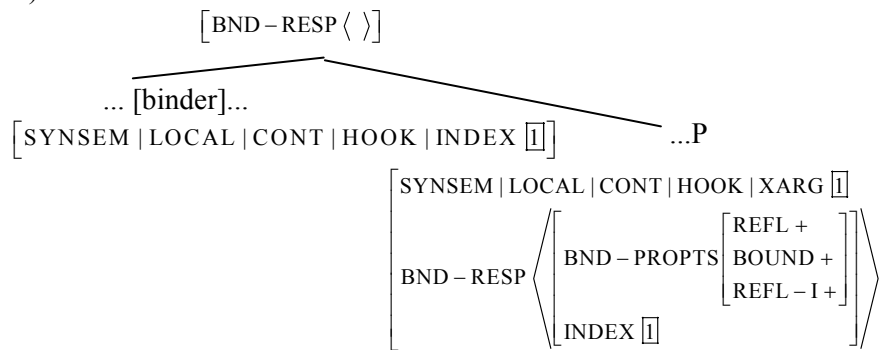 )
[BND – RESP ⟨ ⟩]
... [binder]...
[SYNSEM | LOCAL | CONT | HOOK | INDEX 1]
...P
SYNSEM | LOCAL | CONT | HOOK | XARG 1
REFL +
BND – RESP ⟨ BND – PROPTS BOUND + ⟩
REFL – I +
INDEX 1